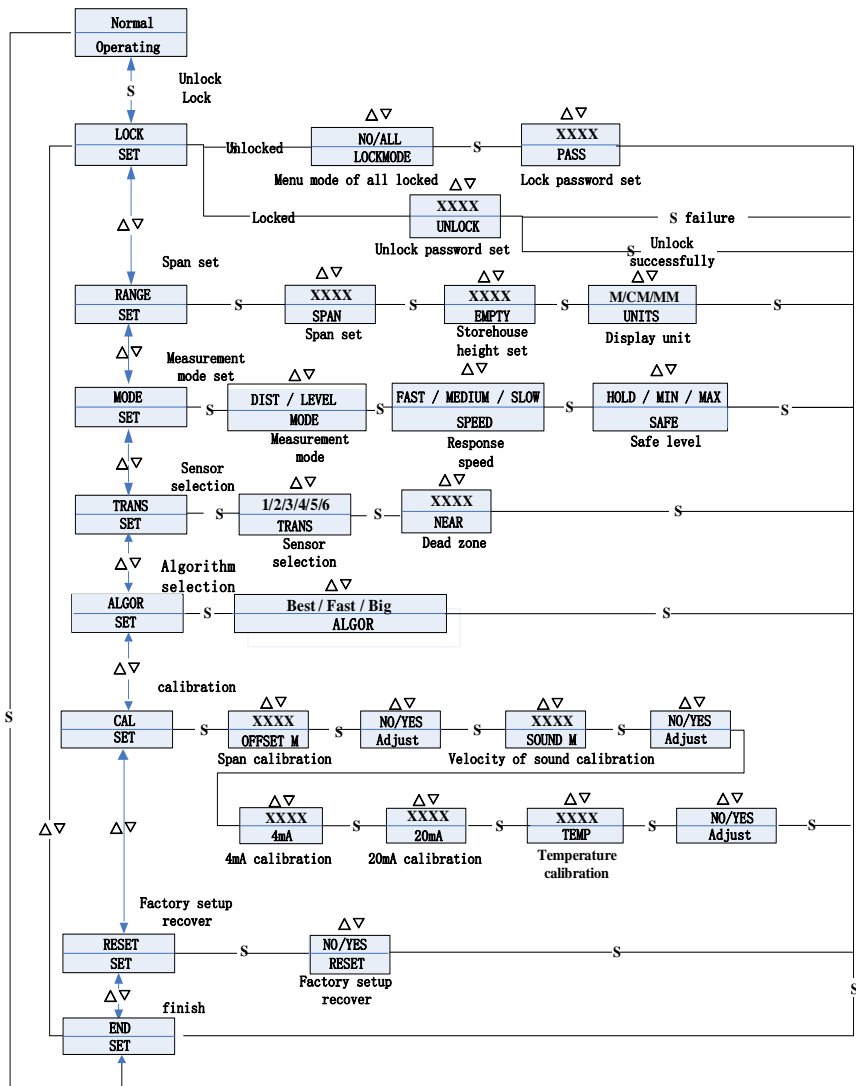 Normal
Operating
S
Unlock
Lock
LOCK
SET
Unlocked
S
△▽
NO/ALL
LOCKMODE
Menu mode of all locked
S
△▽
XXXX
PASS
Lock password set
Locked
△▽
XXXX
UNLOCK
Unlock password set
S failure
S
Unlock
successfully
△▽
Span set
RANGE
SET
S
△▽
XXXX
SPAN
Span set
S
△▽
XXXX
EMPTY
Storehouse
height set
S
△▽
M/CM/MM
UNITS
Display unit
S
△▽
Measurement
mode set
MODE
SET
S
△▽
DIST / LEVEL
MODE
Measurement
mode
S
△▽
FAST / MEDIUM / SLOW
SPEED
Response
speed
S
△▽
HOLD / MIN / MAX
SAFE
Safe level
S
△▽
Sensor
selection
TRANS
SET
S
△▽
1/2/3/4/5/6
TRANS
Sensor
selection
S
△▽
XXXX
NEAR
Dead zone
S
△▽
Algorithm
selection
ALGOR
SET
S
△▽
Best / Fast / Big
ALGOR
S
△▽
calibration
CAL
SET
S
△▽
XXXX
OFFSET M
Span calibration
S
△▽
NO/YES
Adjust
S
△▽
XXXX
SOUND M
Velocity of sound calibration
S
△▽
NO/YES
Adjust
△▽
XXXX
4mA
4mA calibration
S
△▽
XXXX
20mA
20mA calibration
S
△▽
XXXX
TEMP
Temperature
calibration
S
△▽
NO/YES
Adjust
S
S
△▽
△▽
Factory setup
recover
RESET
SET
S
△▽
NO/YES
RESET
Factory setup
recover
S
S
△▽
finish
END
SET